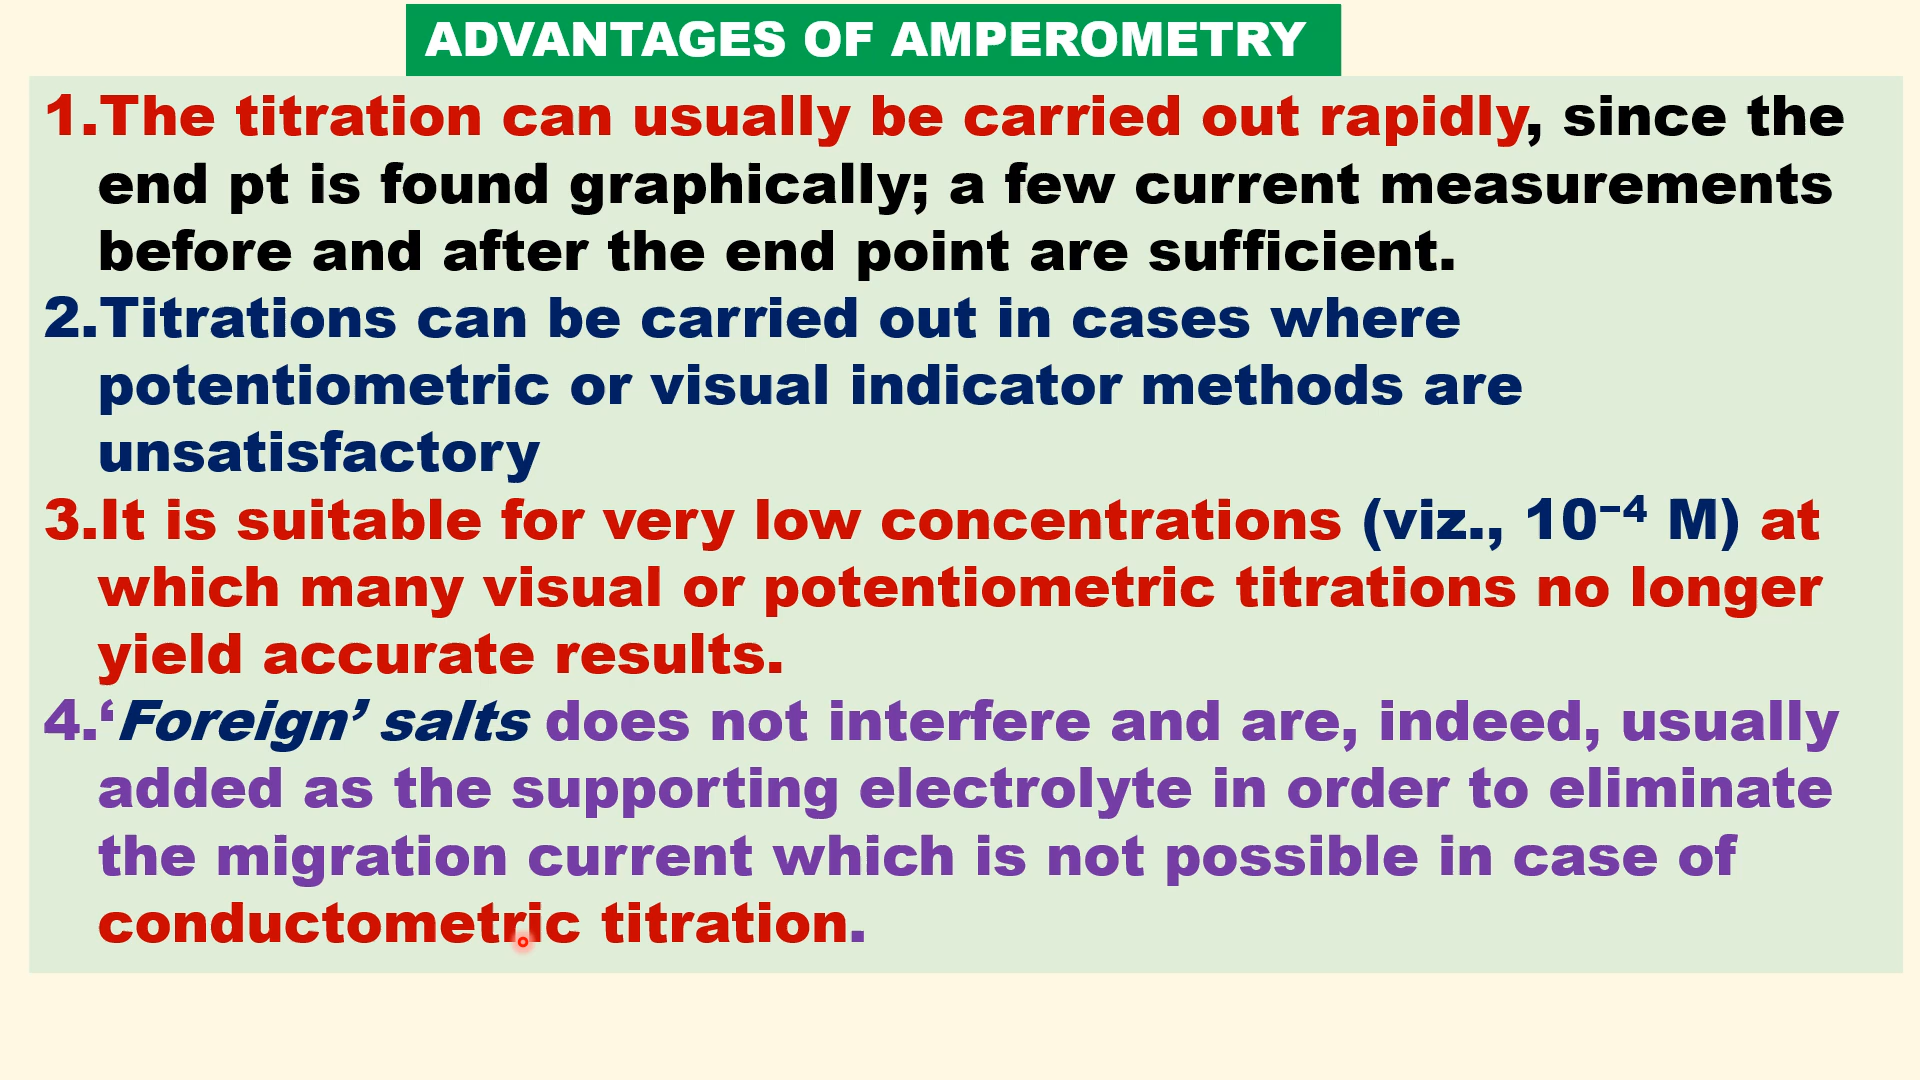 ADVANTAGES OF AMPEROMETRY
1.The titration can usually be carried out rapidly, since the
end pt is found graphically; a few current measurements
before and after the end point are sufficient.
2.Titrations can be carried out in cases where
potentiometric or visual indicator methods are
unsatisfactory
3.It is suitable for very low concentrations (viz., 10⁻⁴ M) at
which many visual or potentiometric titrations no longer
yield accurate results.
4.‘Foreign’ salts does not interfere and are, indeed, usually
added as the supporting electrolyte in order to eliminate
the migration current which is not possible in case of
conductometric titration.